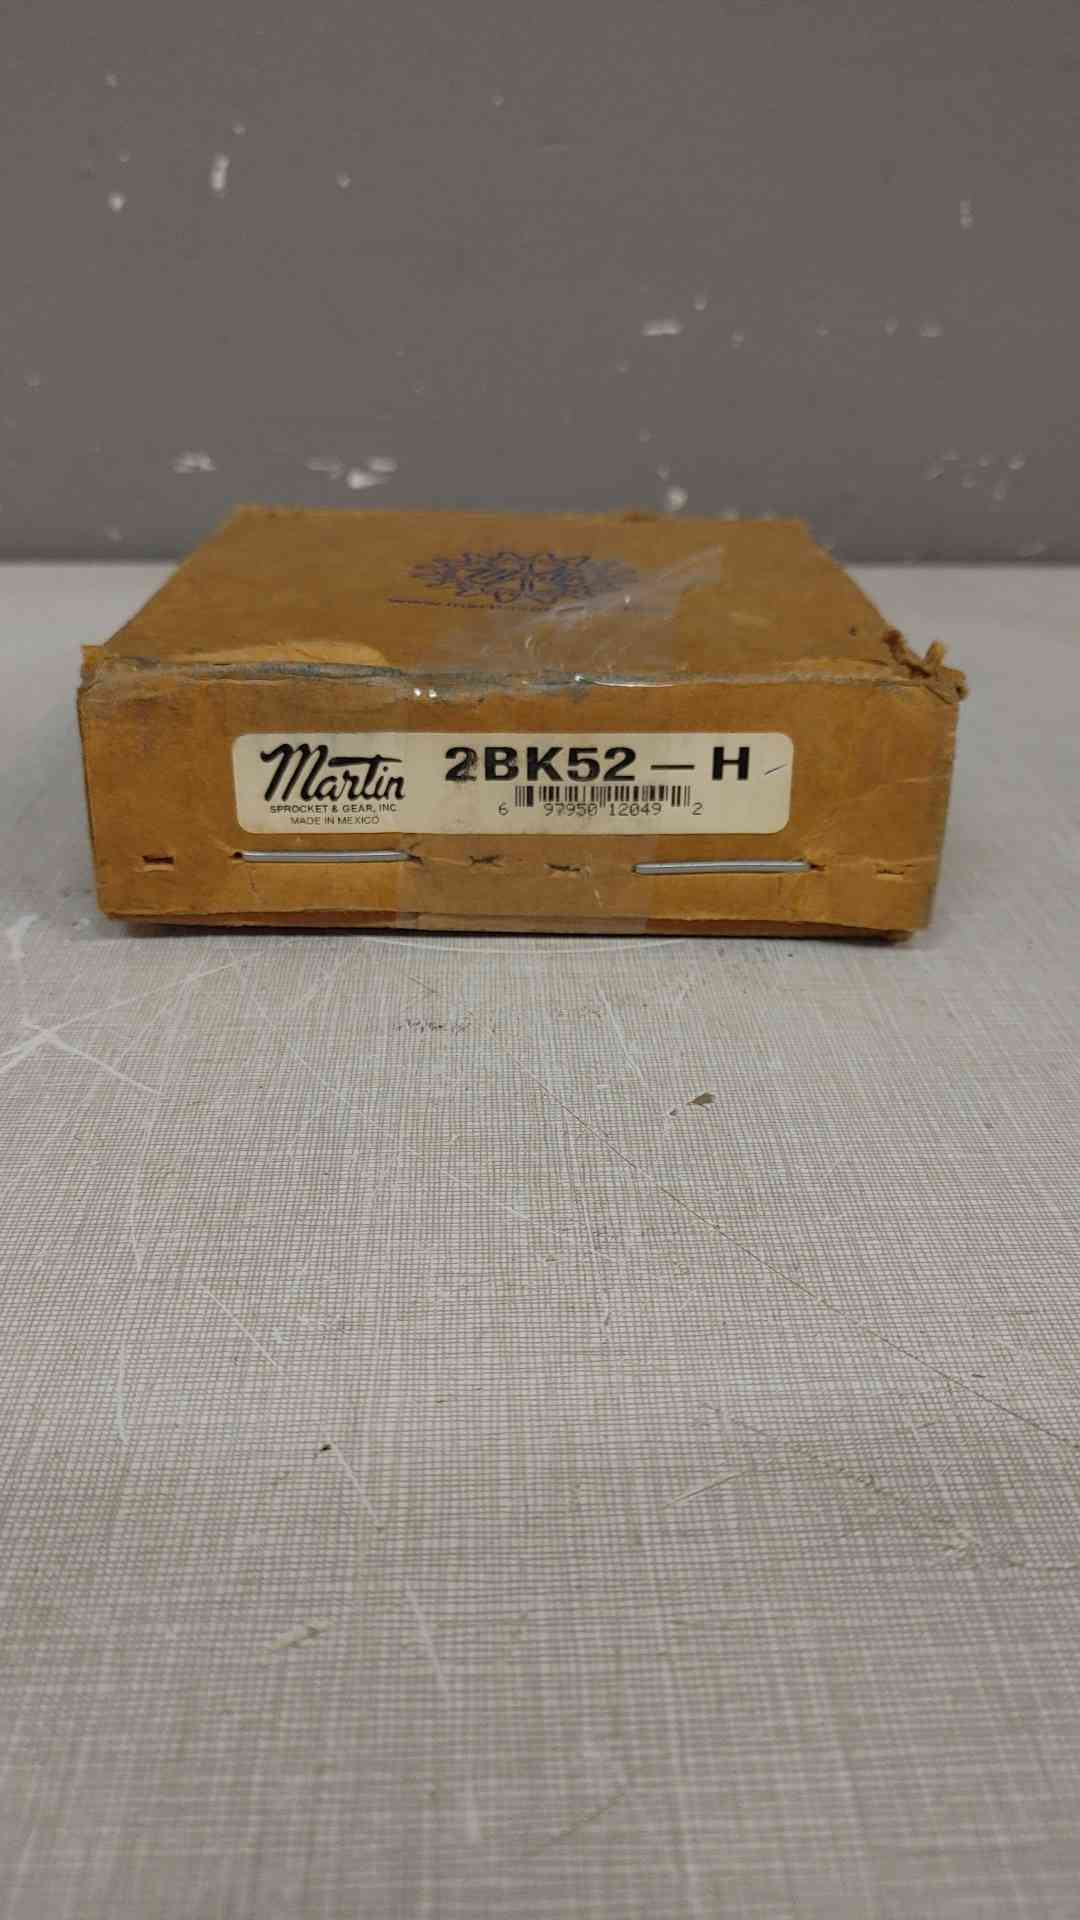 Martin
SPROCKET & GEAR, INC
MADE IN MEXICO
2BK52 — H
6 97950 12049 2